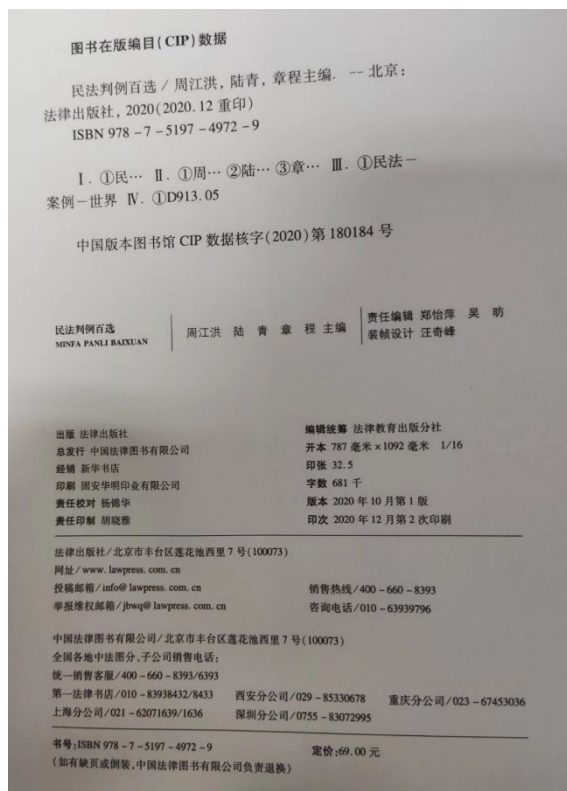 图书在版编目(CIP)数据
民法判例百选 / 周江洪,陆青,章程主编. -- 北京:
法律出版社,2020(2020.12 重印)
ISBN 978-7-5197-4972-9
Ⅰ. ①民… Ⅱ. ①周… ②陆… ③章… Ⅲ. ①民法-
案例-世界 Ⅳ. ①D913.05
中国版本图书馆 CIP 数据核字(2020)第 180184 号
民法判例百选
MINFA PANLI BAIXUAN
周江洪 陆 青 章 程 主编
责任编辑 郑怡萍 吴 昉
装帧设计 汪奇峰
出版 法律出版社
总发行 中国法律图书有限公司
经销 新华书店
印刷 固安华明印业有限公司
责任校对 杨锦华
责任印制 胡晓雅
编辑统筹 法律教育出版分社
开本 787 毫米×1092 毫米 1/16
印张 32.5
字数 681 千
版本 2020 年 10 月第 1 版
印次 2020 年 12 月第 2 次印刷
法律出版社/北京市丰台区莲花池西里 7 号(100073)
网址/www. lawpress. com. cn
投稿邮箱/info@ lawpress. com. cn
举报维权邮箱/jbwq@ lawpress. com. cn
销售热线/400-660-8393
咨询电话/010-63939796
中国法律图书有限公司/北京市丰台区莲花池西里 7 号(100073)
全国各地中法图分、子公司销售电话:
统一销售客服/400-660-8393/6393
第一法律书店/010-83938432/8433 西安分公司/029-85330678 重庆分公司/023-67453036
上海分公司/021-62071639/1636 深圳分公司/0755-83072995
书号:ISBN 978-7-5197-4972-9 定价:69.00 元
(如有缺页或倒装,中国法律图书有限公司负责退换)